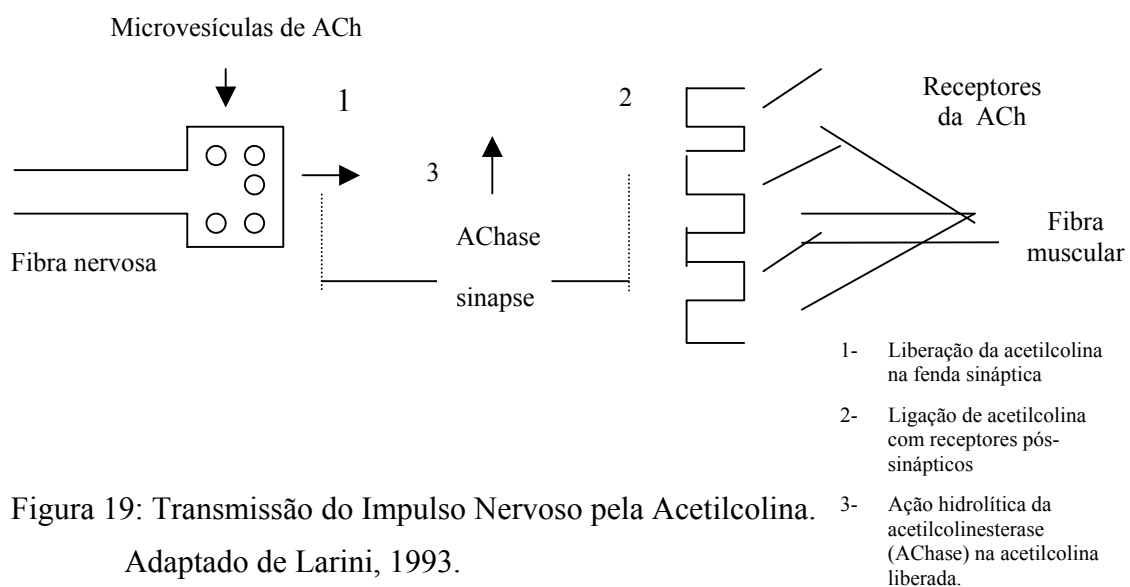 Microvesículas de ACh
1
2
Receptores
da ACh
3
AChase
Fibra
muscular
Fibra nervosa
sinapse
1- Liberação da acetilcolina
na fenda sináptica
2- Ligação de acetilcolina
com receptores pós-
sinápticos
3- Ação hidrolítica da
acetilcolinesterase
(AChase) na acetilcolina
liberada.
Figura 19: Transmissão do Impulso Nervoso pela Acetilcolina.
Adaptado de Larini, 1993.